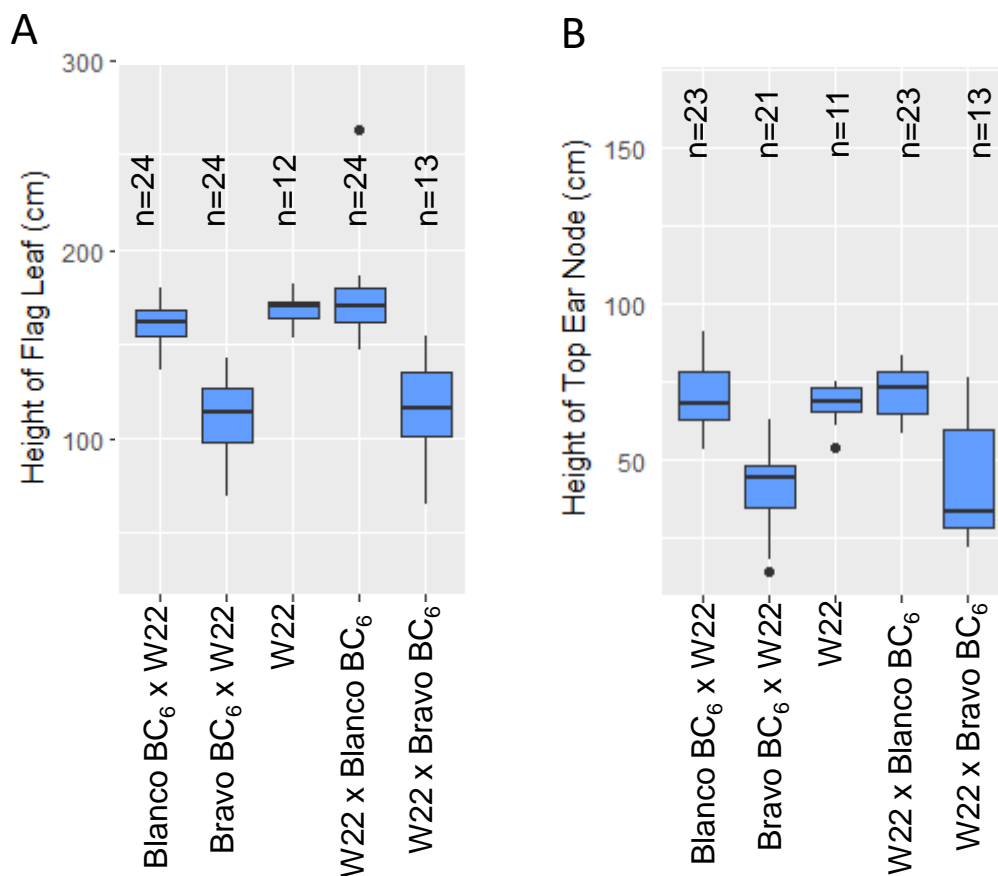 A
Height of Flag Leaf (cm)
300
200
100
n=24
n=24
n=12
n=24
n=13
Blanco BC₆ x W22
Bravo BC₆ x W22
W22
W22 x Blanco BC₆
W22 x Bravo BC₆
B
Height of Top Ear Node (cm)
150
100
50
n=23
n=21
n=11
n=23
n=13
Blanco BC₆ x W22
Bravo BC₆ x W22
W22
W22 x Blanco BC₆
W22 x Bravo BC₆